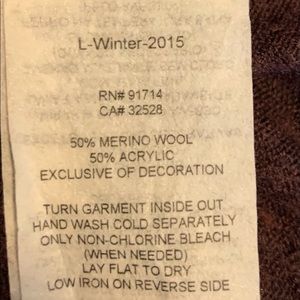 L-Winter-2015
RN# 91714
CA# 32528
50% MERINO WOOL
50% ACRYLIC
EXCLUSIVE OF DECORATION
TURN GARMENT INSIDE OUT
HAND WASH COLD SEPARATELY
ONLY NON-CHLORINE BLEACH
(WHEN NEEDED)
LAY FLAT TO DRY
LOW IRON ON REVERSE SIDE